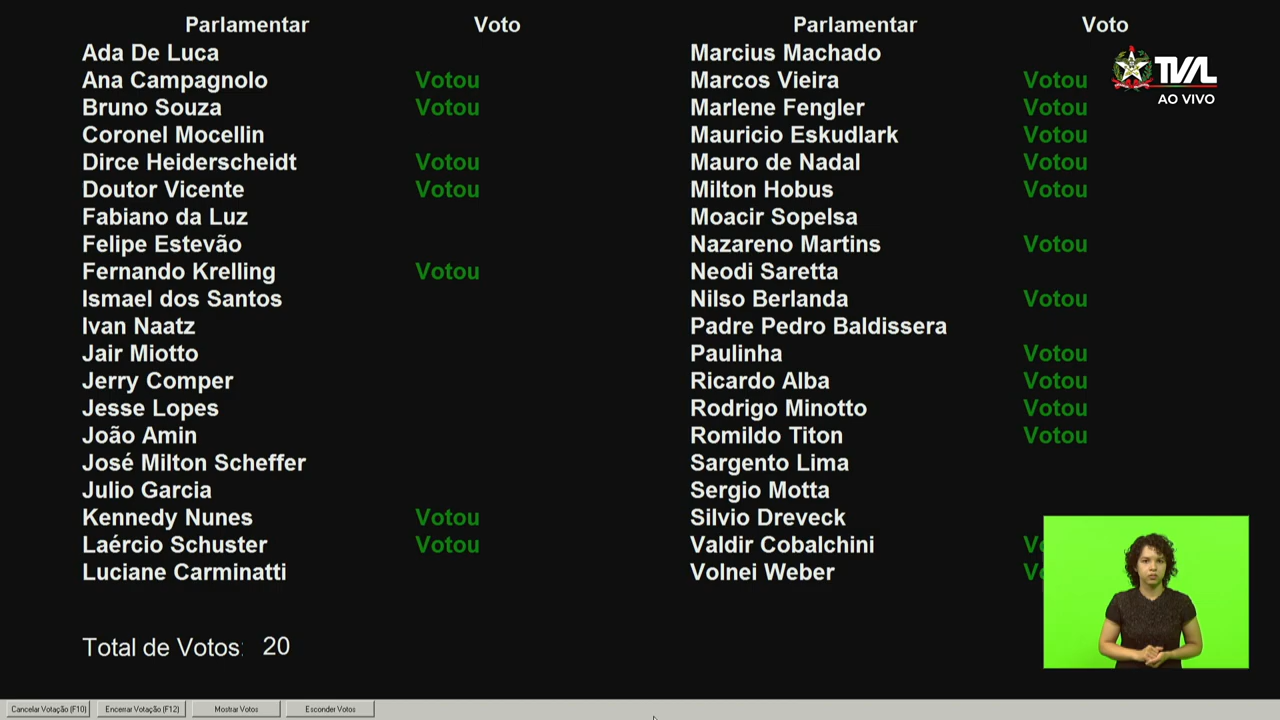 Parlamentar Voto Parlamentar Voto
Ada De Luca Marcius Machado
Ana Campagnolo Votou Marcos Vieira Votou
Bruno Souza Votou Marlene Fengler Votou
Coronel Mocellin Mauricio Eskudlark Votou
Dirce Heiderscheidt Votou Mauro de Nadal Votou
Doutor Vicente Votou Milton Hobus Votou
Fabiano da Luz Moacir Sopelsa
Felipe Estevão Nazareno Martins Votou
Fernando Krelling Votou Neodi Saretta
Ismael dos Santos Nilso Berlanda Votou
Ivan Naatz Padre Pedro Baldissera
Jair Miotto Paulinha Votou
Jerry Comper Ricardo Alba Votou
Jesse Lopes Rodrigo Minotto Votou
João Amin Romildo Titon Votou
José Milton Scheffer Sargento Lima
Julio Garcia Sergio Motta
Kennedy Nunes Votou Silvio Dreveck
Laércio Schuster Votou Valdir Cobalchini
Luciane Carminatti Volnei Weber
Total de Votos: 20
TVAL
AO VIVO
Cancelar Votação (F10) Encerrar Votação (F12) Mostrar Votos Esconder Votos